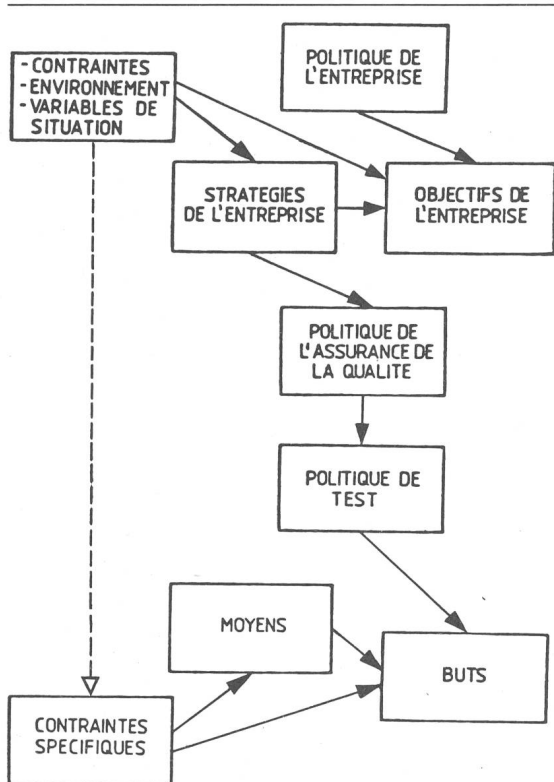 - CONTRAINTES
- ENVIRONNEMENT
- VARIABLES DE
SITUATION
POLITIQUE DE
L'ENTREPRISE
STRATEGIES
DE L'ENTREPRISE
OBJECTIFS DE
L'ENTREPRISE
POLITIQUE DE
L'ASSURANCE DE
LA QUALITE
POLITIQUE DE
TEST
MOYENS
BUTS
CONTRAINTES
SPECIFIQUES